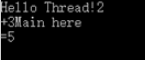 Hello Thread!2
+3Main here
=5